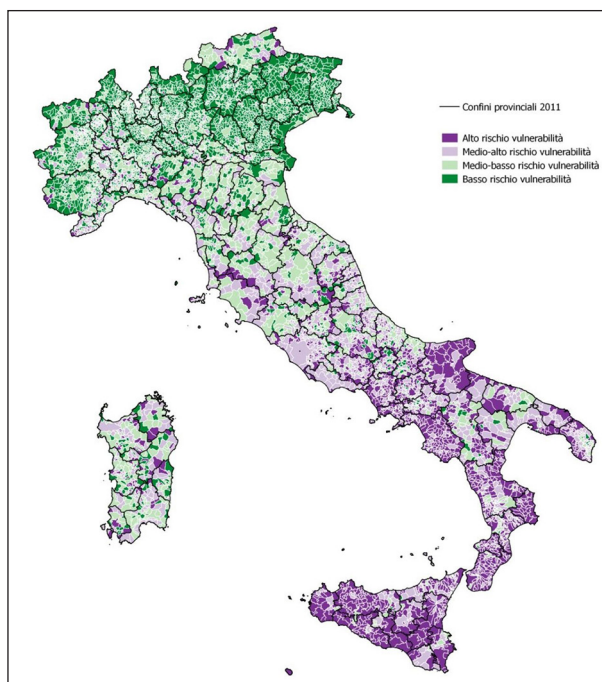 Confini provinciali 2011
Alto rischio vulnerabilità
Medio-alto rischio vulnerabilità
Medio-basso rischio vulnerabilità
Basso rischio vulnerabilità